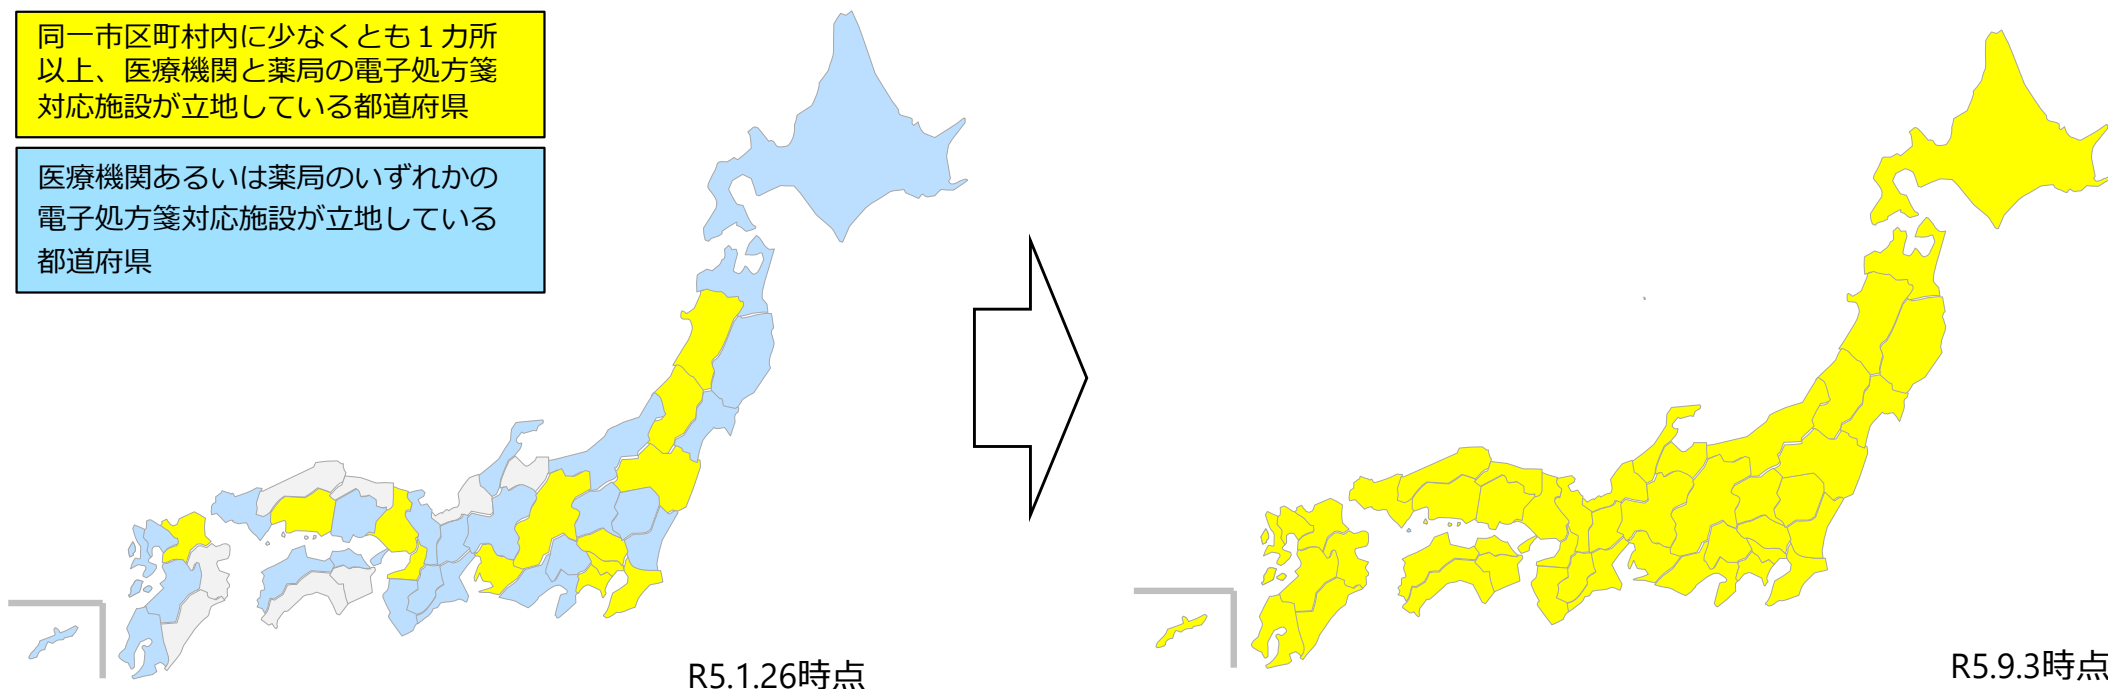 同一市区町村内に少なくとも１カ所
以上、医療機関と薬局の電子処方箋
対応施設が立地している都道府県
医療機関あるいは薬局のいずれかの
電子処方箋対応施設が立地している
都道府県
R5.1.26時点
R5.9.3時点